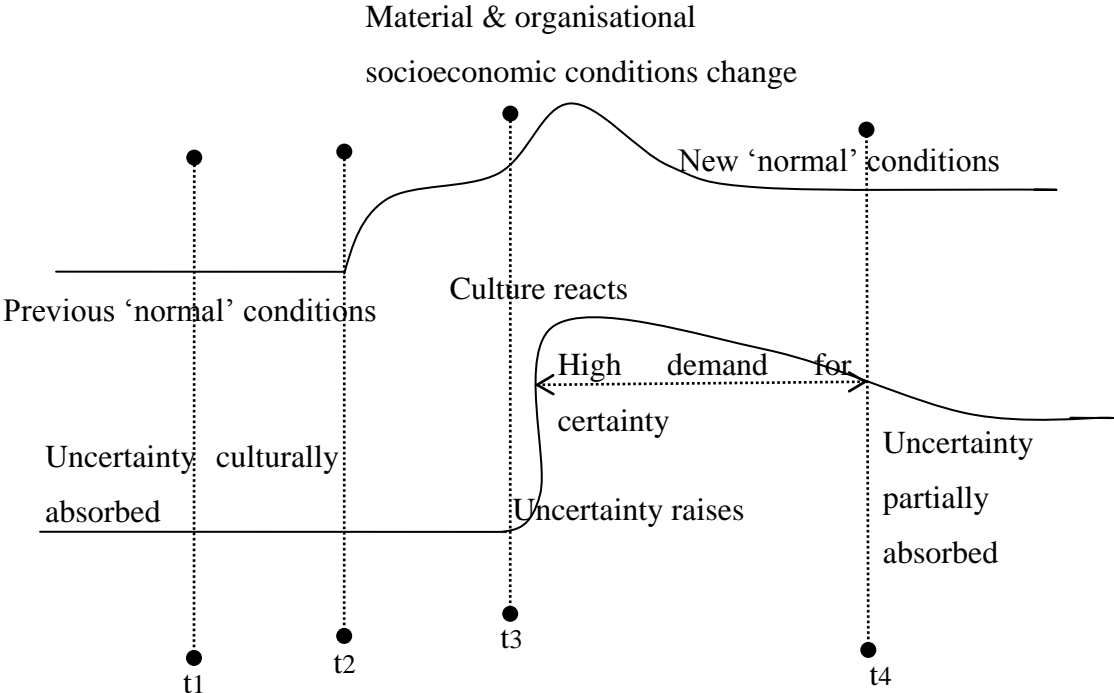 Material & organisational
socioeconomic conditions change
New ‘normal’ conditions
Previous ‘normal’ conditions
Culture reacts
High demand for
certainty
Uncertainty culturally
absorbed
Uncertainty raises
Uncertainty
partially
absorbed
t1
t2
t3
t4